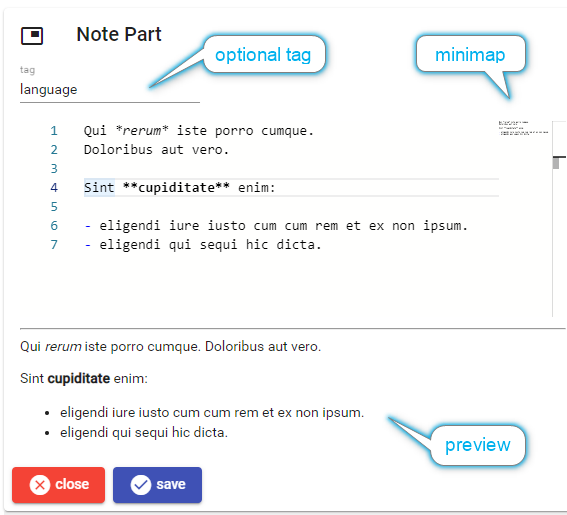 Note Part
optional tag
minimap
tag
language
1 Qui *rerum* iste porro cumque.
2 Doloribus aut vero.
3
4 Sint **cupiditate** enim:
5
6 - eligendi iure iusto cum cum rem et ex non ipsum.
7 - eligendi qui sequi hic dicta.
Qui rerum iste porro cumque. Doloribus aut vero.
Sint cupiditate enim:
• eligendi iure iusto cum cum rem et ex non ipsum.
• eligendi qui sequi hic dicta.
preview
close
save